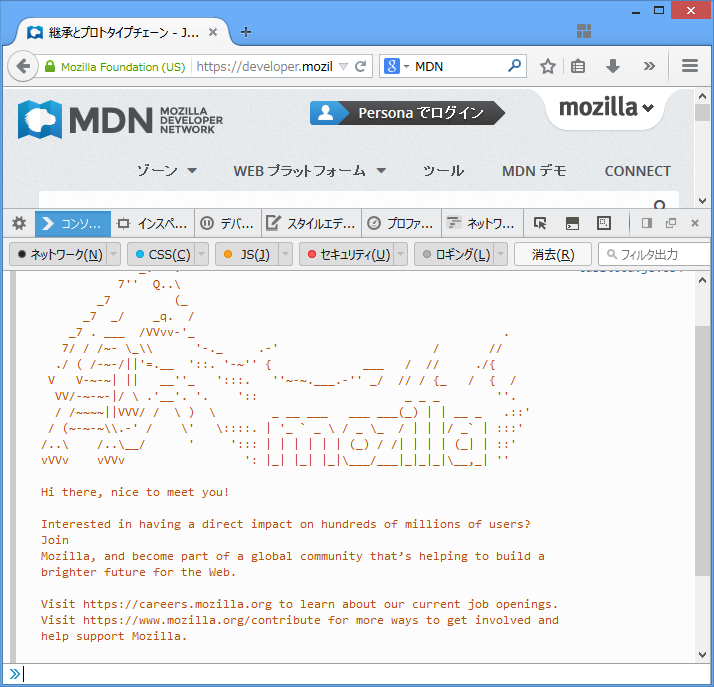 継承とプロトタイプチェーン - J...
Mozilla Foundation (US)
https://developer.mozil
MDN
MDN MOZILLA DEVELOPER NETWORK
Persona でログイン
mozilla
ゾーン
WEB プラットフォーム
ツール
MDN デモ
CONNECT
コンソ...
インスペ...
デバ...
スタイルエデ...
プロファ...
ネットワ...
ネットワーク(N)
CSS(C)
JS(J)
セキュリティ(U)
ロギング(L)
消去(R)
フィルタ出力
Hi there, nice to meet you!
Interested in having a direct impact on hundreds of millions of users?
Join
Mozilla, and become part of a global community that’s helping to build a
brighter future for the Web.
Visit https://careers.mozilla.org to learn about our current job openings.
Visit https://www.mozilla.org/contribute for more ways to get involved and
help support Mozilla.